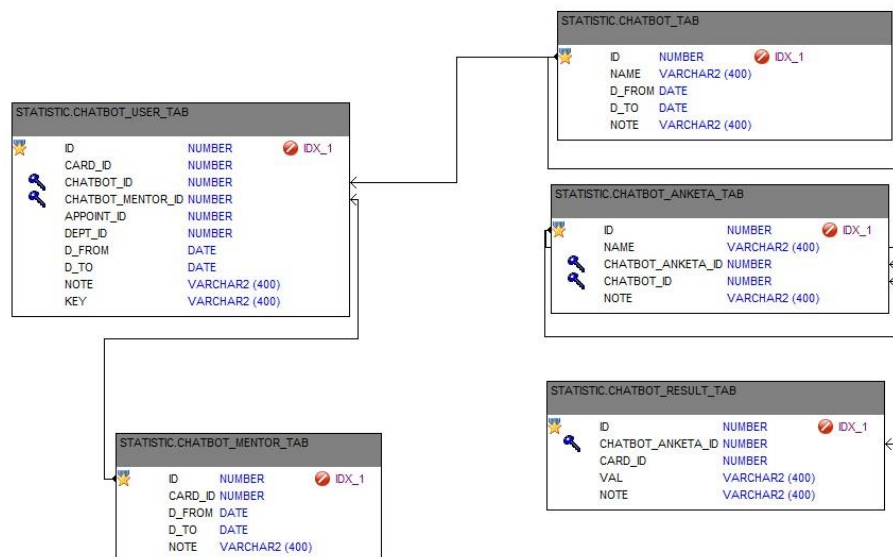 STATISTIC.CHATBOT_TAB
ID NUMBER IDX_1
NAME VARCHAR2 (400)
D_FROM DATE
D_TO DATE
NOTE VARCHAR2 (400)
STATISTIC.CHATBOT_USER_TAB
ID NUMBER IDX_1
CARD_ID NUMBER
CHATBOT_ID NUMBER
CHATBOT_MENTOR_ID NUMBER
APPOINT_ID NUMBER
DEPT_ID NUMBER
D_FROM DATE
D_TO DATE
NOTE VARCHAR2 (400)
KEY VARCHAR2 (400)
STATISTIC.CHATBOT_ANKETA_TAB
ID NUMBER IDX_1
NAME VARCHAR2 (400)
CHATBOT_ANKETA_ID NUMBER
CHATBOT_ID NUMBER
NOTE VARCHAR2 (400)
STATISTIC.CHATBOT_RESULT_TAB
ID NUMBER IDX_1
CHATBOT_ANKETA_ID NUMBER
CARD_ID NUMBER
VAL VARCHAR2 (400)
NOTE VARCHAR2 (400)
STATISTIC.CHATBOT_MENTOR_TAB
ID NUMBER IDX_1
CARD_ID NUMBER
D_FROM DATE
D_TO DATE
NOTE VARCHAR2 (400)